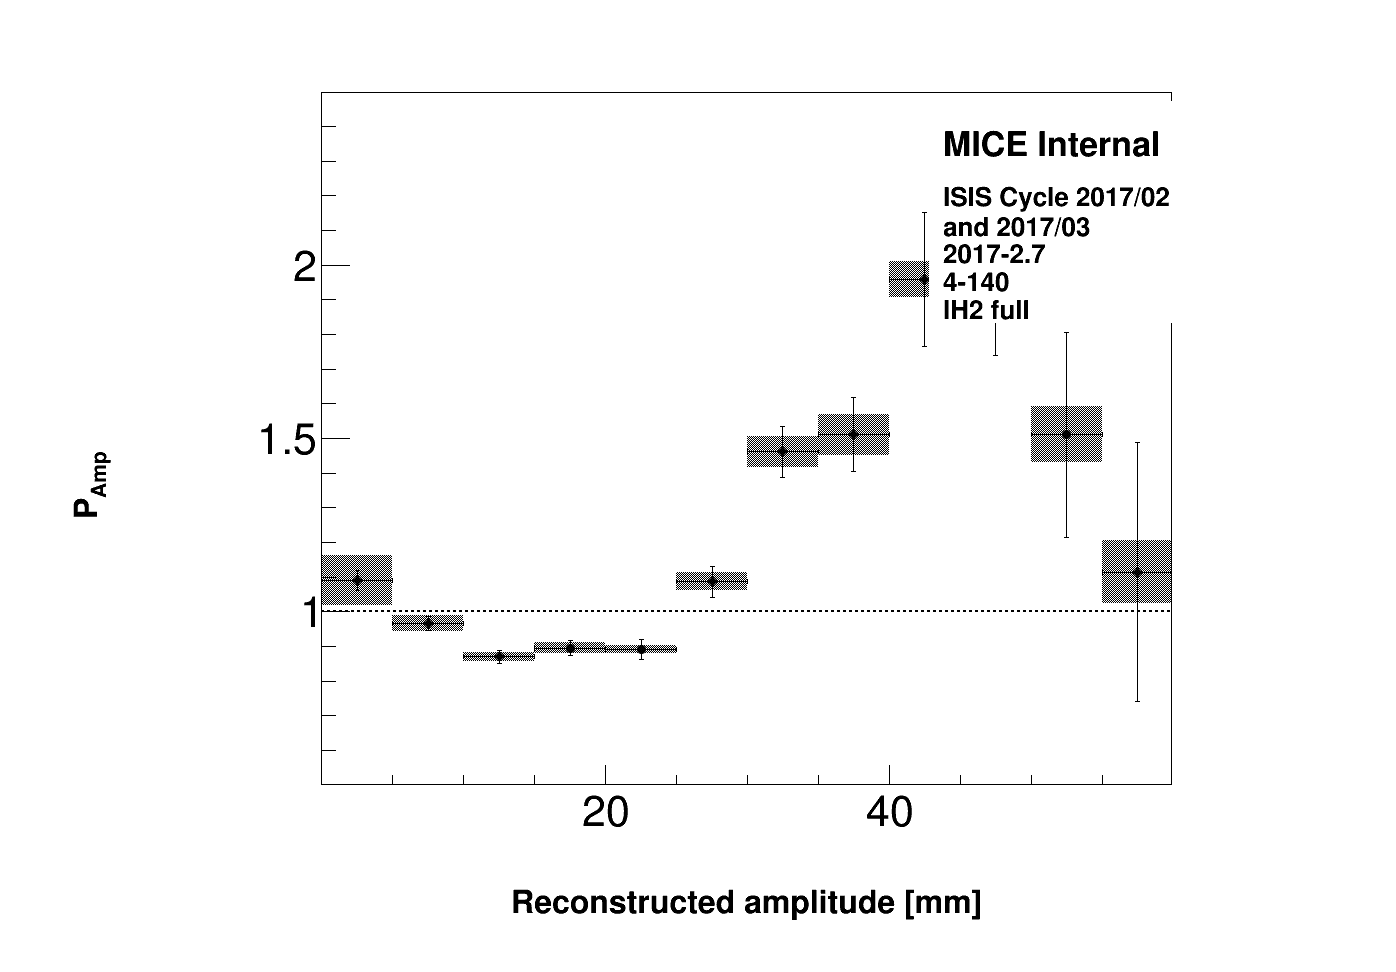 MICE Internal
ISIS Cycle 2017/02
and 2017/03
2017-2.7
4-140
IH2 full
2
1.5
1
P_Amp
20
40
Reconstructed amplitude [mm]